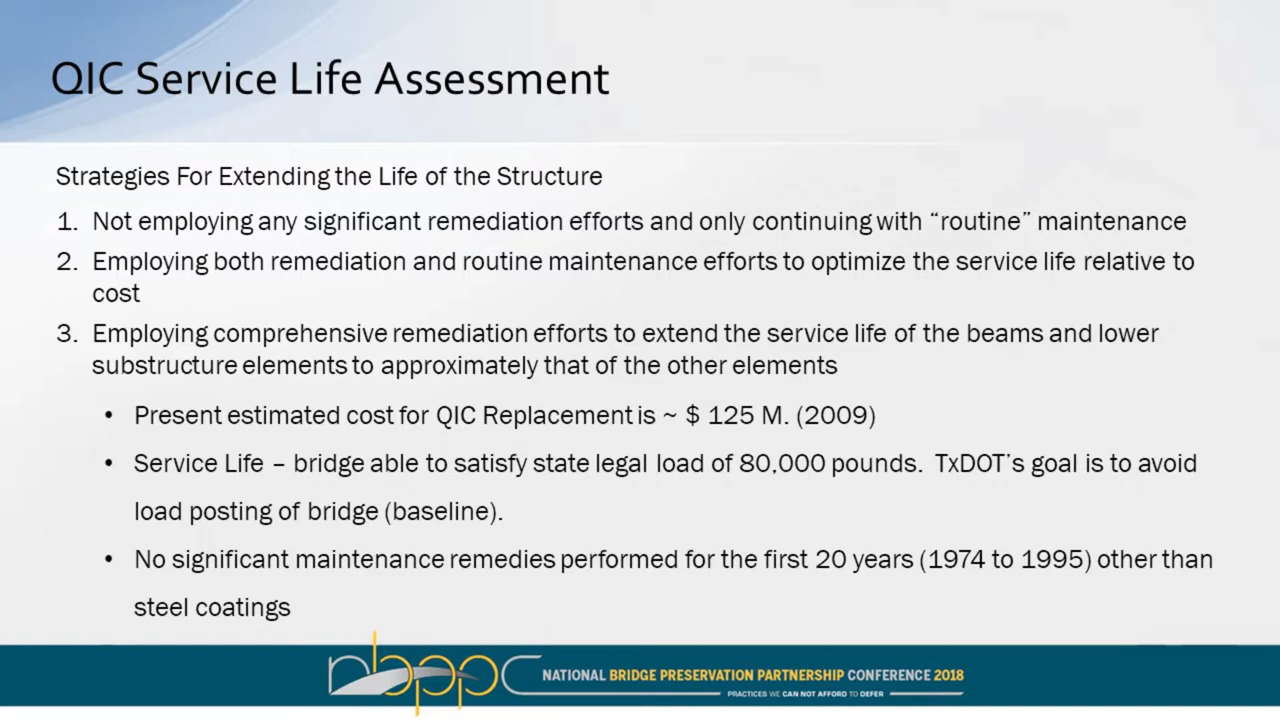 QIC Service Life Assessment
Strategies For Extending the Life of the Structure
1. Not employing any significant remediation efforts and only continuing with “routine” maintenance
2. Employing both remediation and routine maintenance efforts to optimize the service life relative to
cost
3. Employing comprehensive remediation efforts to extend the service life of the beams and lower
substructure elements to approximately that of the other elements
• Present estimated cost for QIC Replacement is ~ $ 125 M. (2009)
• Service Life – bridge able to satisfy state legal load of 80,000 pounds. TxDOT’s goal is to avoid
load posting of bridge (baseline).
• No significant maintenance remedies performed for the first 20 years (1974 to 1995) other than
steel coatings
nbppc
NATIONAL BRIDGE PRESERVATION PARTNERSHIP CONFERENCE 2018
PRACTICES WE CAN NOT AFFORD TO DEFER